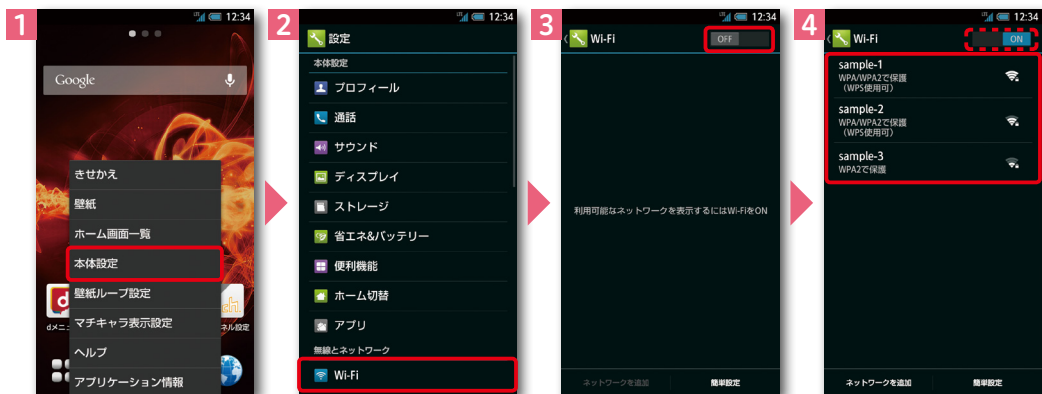 1
12:34
Google
きせかえ
壁紙
ホーム画面一覧
本体設定
壁紙ループ設定
マチキャラ表示設定
ヘルプ
アプリケーション情報
2
12:34
設定
本体設定
プロフィール
通話
サウンド
ディスプレイ
ストレージ
省エネ&バッテリー
便利機能
ホーム切替
アプリ
無線とネットワーク
Wi-Fi
3
12:34
Wi-Fi
OFF
利用可能なネットワークを表示するにはWi-FiをON
ネットワークを追加
簡単設定
4
12:34
Wi-Fi
ON
sample-1
WPA/WPA2で保護
（WPS使用可）
sample-2
WPA/WPA2で保護
（WPS使用可）
sample-3
WPA2で保護
ネットワークを追加
簡単設定